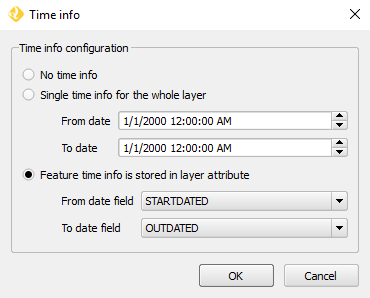 Time info
Time info configuration
No time info
Single time info for the whole layer
From date 1/1/2000 12:00:00 AM
To date 1/1/2000 12:00:00 AM
Feature time info is stored in layer attribute
From date field STARTDATED
To date field OUTDATED
OK Cancel